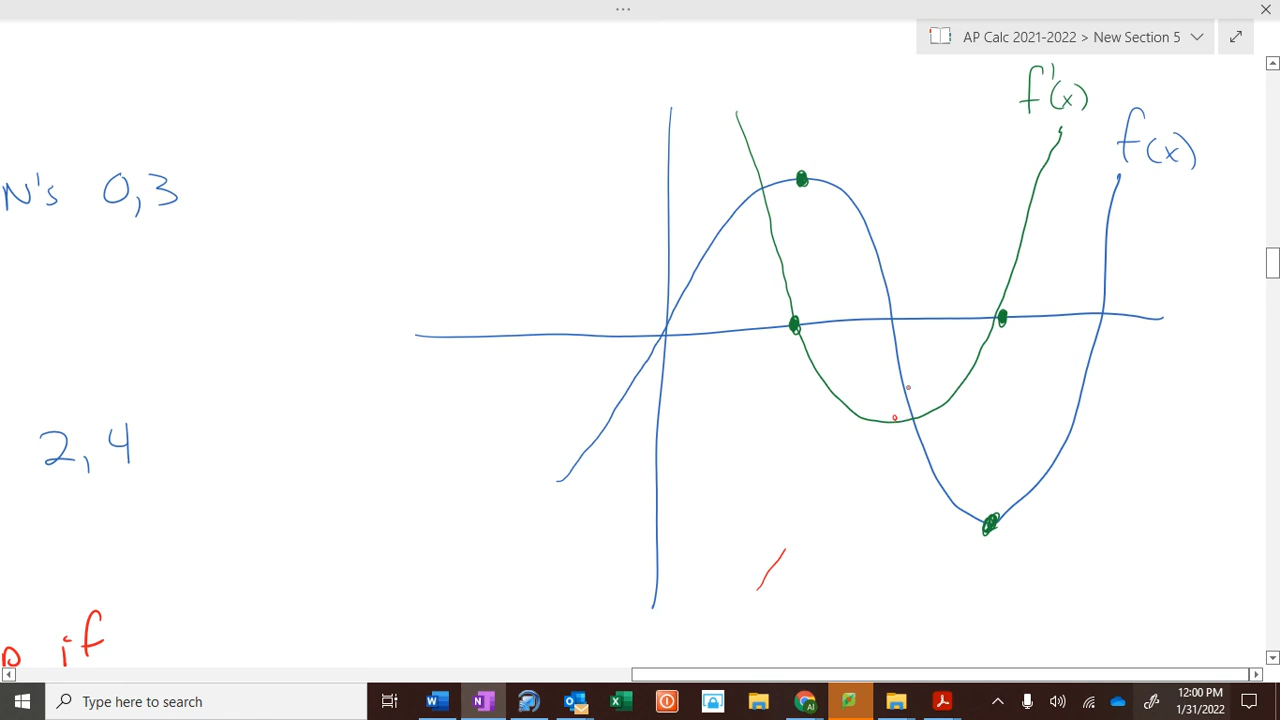 AP Calc 2021-2022 > New Section 5
f'(x)
f(x)
N's 0,3
2,4
if
Type here to search
12:00 PM
1/31/2022